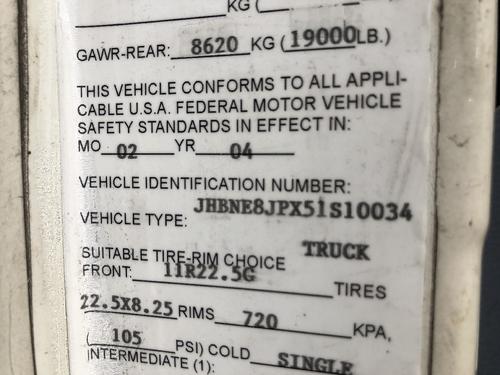 KG (
GAWR-REAR: 8620 KG (19000LB.)
THIS VEHICLE CONFORMS TO ALL APPLI-
CABLE U.S.A. FEDERAL MOTOR VEHICLE
SAFETY STANDARDS IN EFFECT IN:
MO 02 YR 04
VEHICLE IDENTIFICATION NUMBER:
JHBNE8JPX51S10034
VEHICLE TYPE:
TRUCK
SUITABLE TIRE-RIM CHOICE
FRONT: 11R22.5G TIRES
22.5X8.25 RIMS 720 KPA,
( 105 PSI) COLD SINGLE
INTERMEDIATE (1):